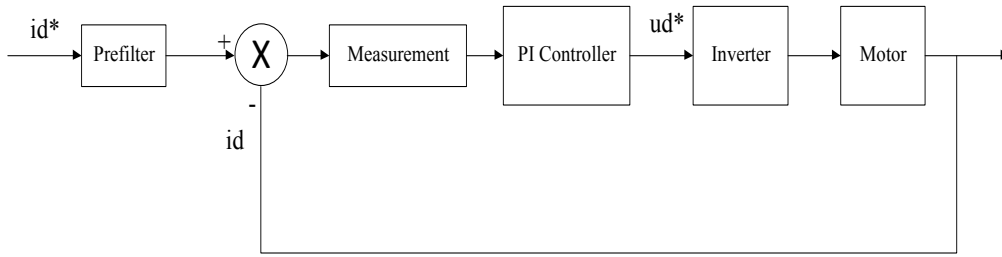 id*
Prefilter
+
X
-
id
Measurement
PI Controller
ud*
Inverter
Motor